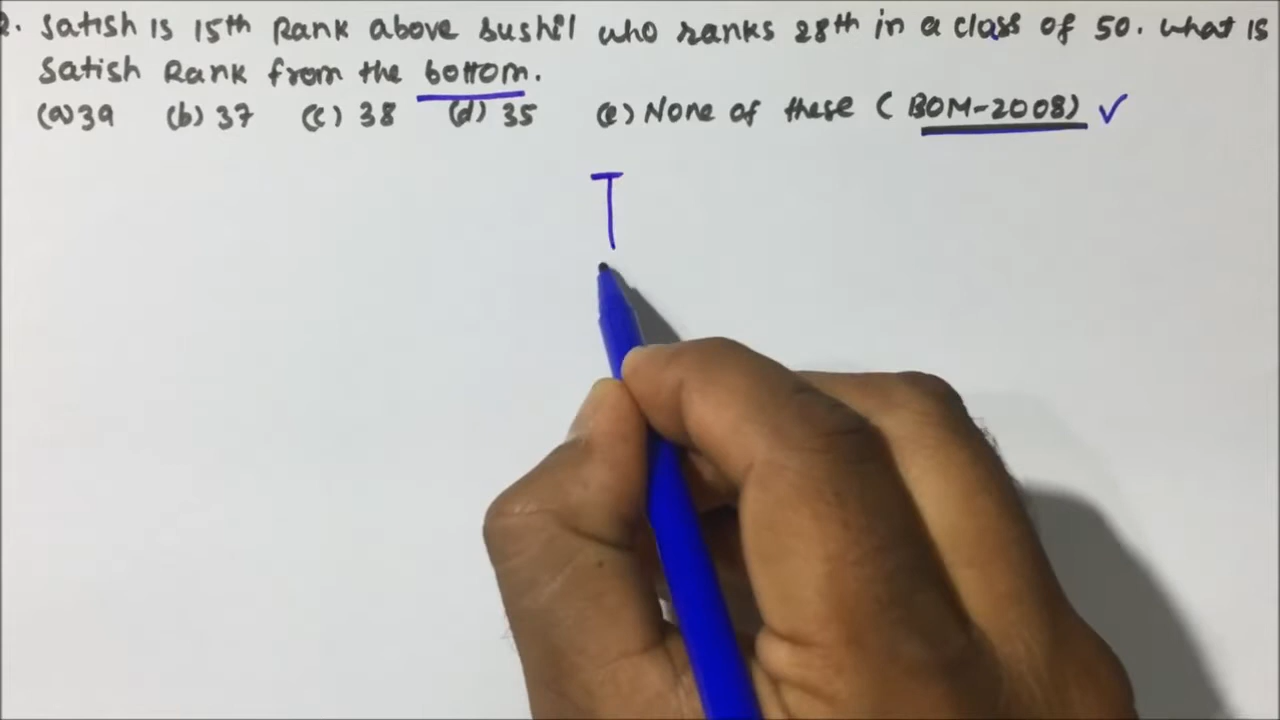 2. Satish is 15th Rank above Sushil who ranks 28th in a class of 50. what is
Satish Rank from the bottom.
(a) 39 (b) 37 (c) 38 (d) 35 (e) None of these (BOM-2008) ✓
T